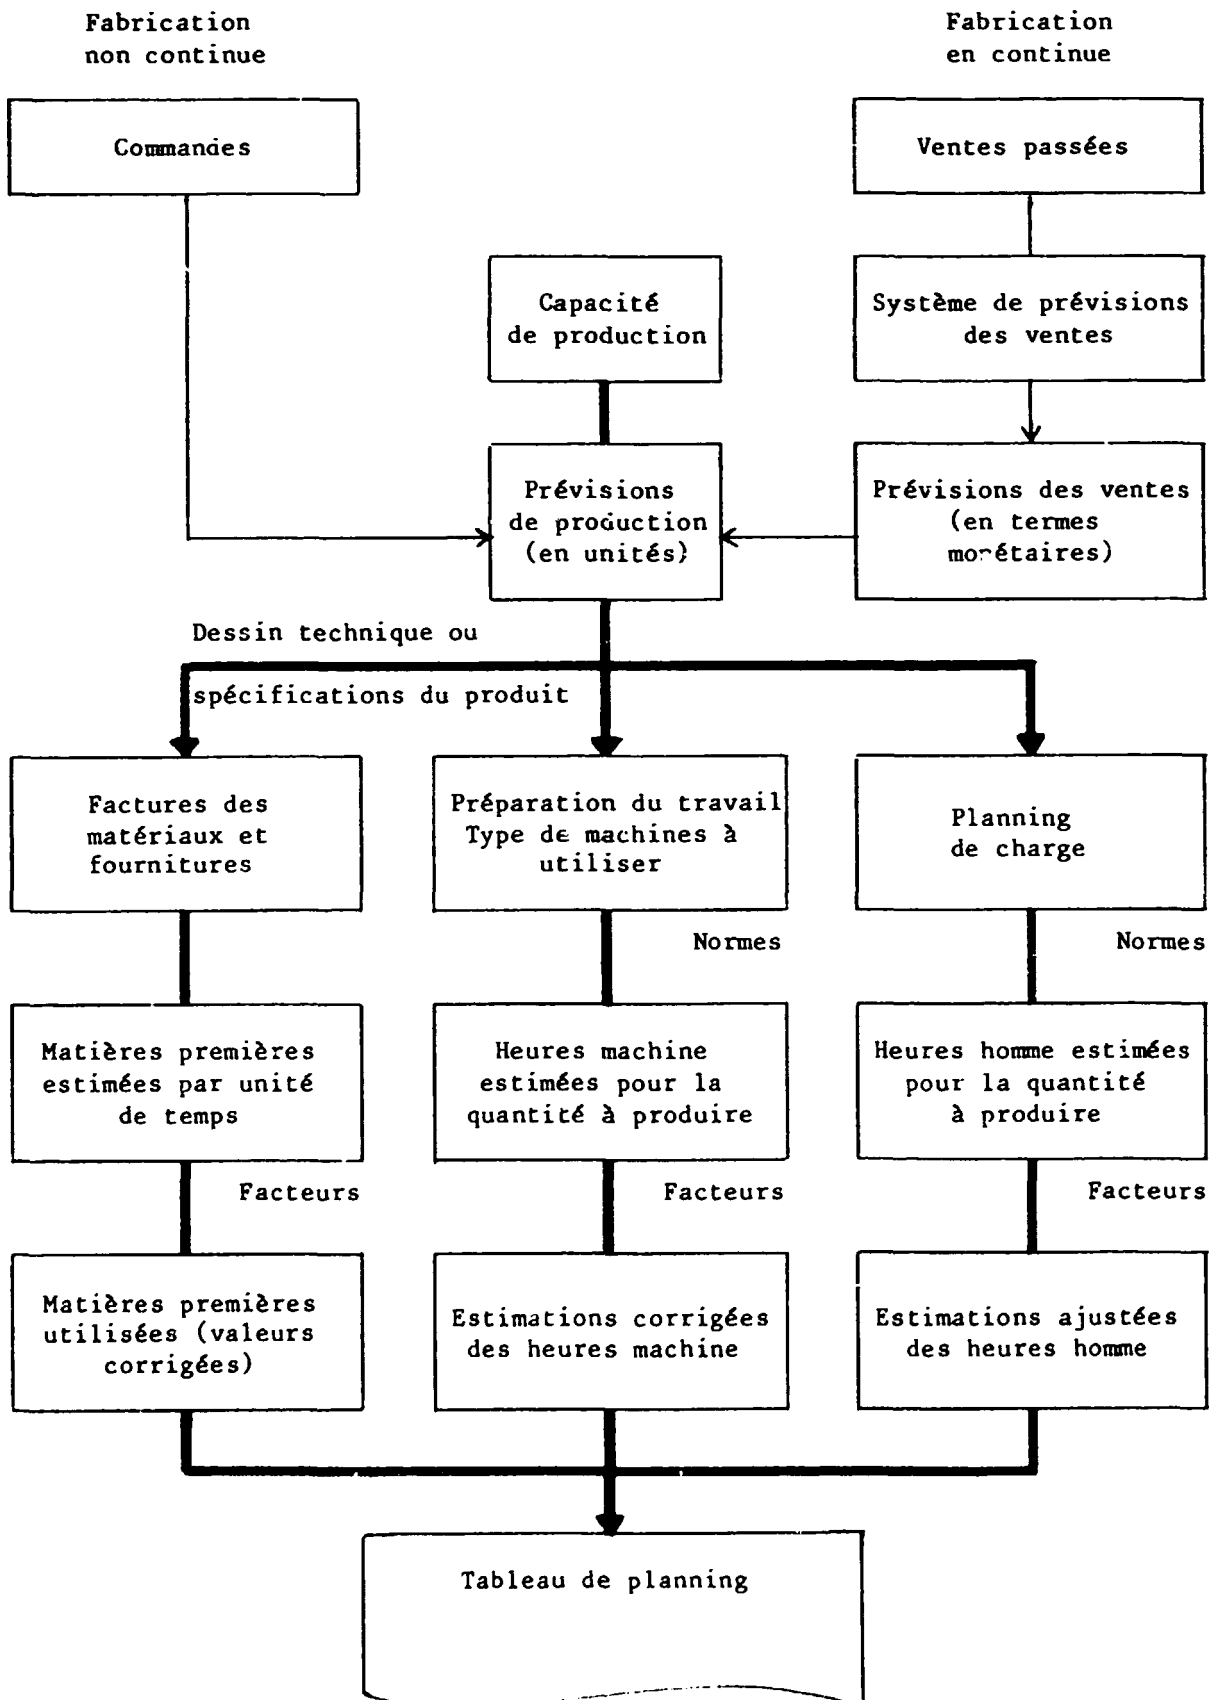 Fabrication
non continue
Fabrication
en continue
Commandes
Ventes passées
Capacité
de production
Système de prévisions
des ventes
Prévisions
de production
(en unités)
Prévisions des ventes
(en termes
monétaires)
Dessin technique ou
spécifications du produit
Factures des
matériaux et
fournitures
Préparation du travail
Type de machines à
utiliser
Planning
de charge
Normes
Normes
Matières premières
estimées par unité
de temps
Heures machine
estimées pour la
quantité à produire
Heures homme estimées
pour la quantité
à produire
Facteurs
Facteurs
Facteurs
Matières premières
utilisées (valeurs
corrigées)
Estimations corrigées
des heures machine
Estimations ajustées
des heures homme
Tableau de planning